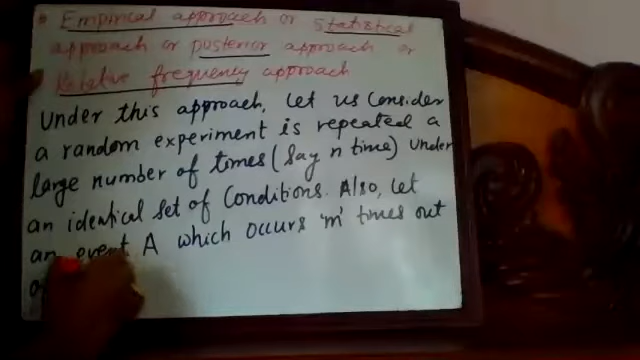 * Empirical approach or Statistical
approach or posterior approach or
Relative frequency approach
Under this approach, let us consider
a random experiment is repeated a
large number of times (say n time) under
an identical set of conditions. Also, let
an event A which occurs 'm' times out